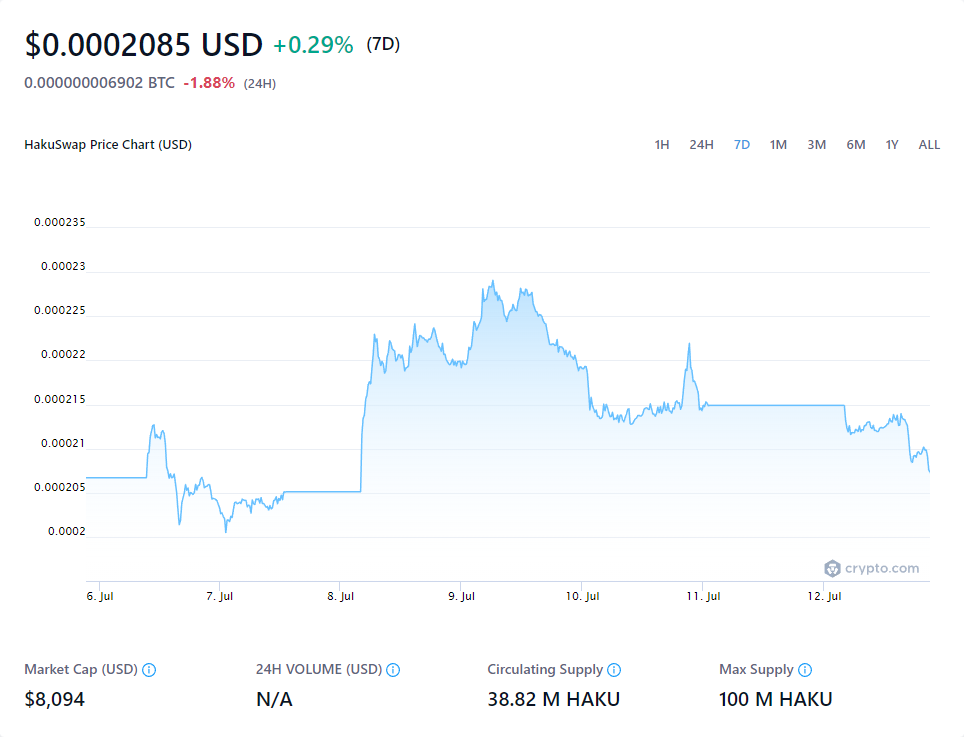 $0.0002085 USD +0.29% (7D)
0.000000006902 BTC -1.88% (24H)
HakuSwap Price Chart (USD) 1H 24H 7D 1M 3M 6M 1Y ALL
0.000235
0.00023
0.000225
0.00022
0.000215
0.00021
0.000205
0.0002
crypto.com
6. Jul 7. Jul 8. Jul 9. Jul 10. Jul 11. Jul 12. Jul
Market Cap (USD) 24H VOLUME (USD) Circulating Supply Max Supply
$8,094 N/A 38.82 M HAKU 100 M HAKU